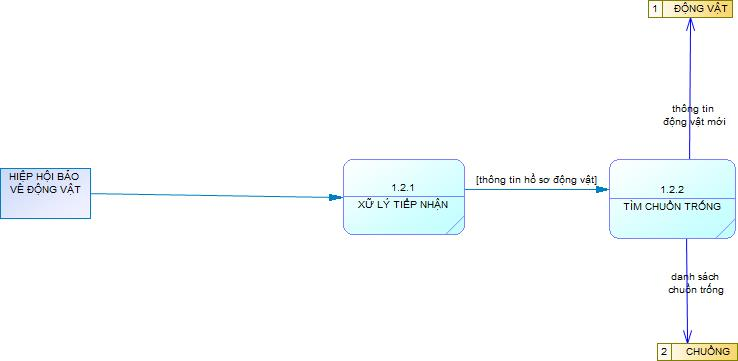 1 ĐỘNG VẬT
thông tin
động vật mới
HIỆP HỘI BẢO
VỆ ĐỘNG VẬT
1.2.1
XỮ LÝ TIẾP NHẬN
[thông tin hồ sơ động vật]
1.2.2
TÌM CHUỒN TRỐNG
danh sách
chuồn trống
2 CHUỒNG